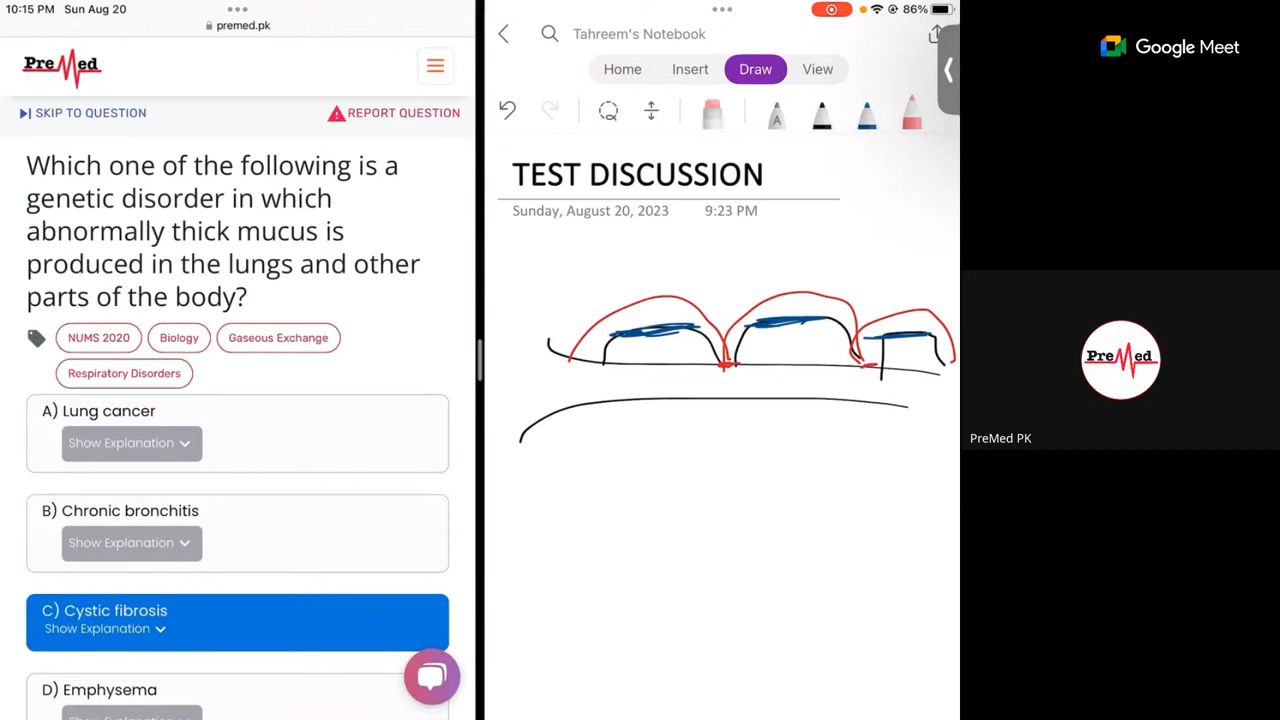 10:15 PM Sun Aug 20
premed.pk
PreMed
SKIP TO QUESTION
REPORT QUESTION
Which one of the following is a
genetic disorder in which
abnormally thick mucus is
produced in the lungs and other
parts of the body?
NUMS 2020
Biology
Gaseous Exchange
Respiratory Disorders
A) Lung cancer
Show Explanation
B) Chronic bronchitis
Show Explanation
C) Cystic fibrosis
Show Explanation
D) Emphysema
Show Explanation
86%
Tahreem's Notebook
Home Insert Draw View
A
TEST DISCUSSION
Sunday, August 20, 2023 9:23 PM
Google Meet
PreMed
PreMed PK